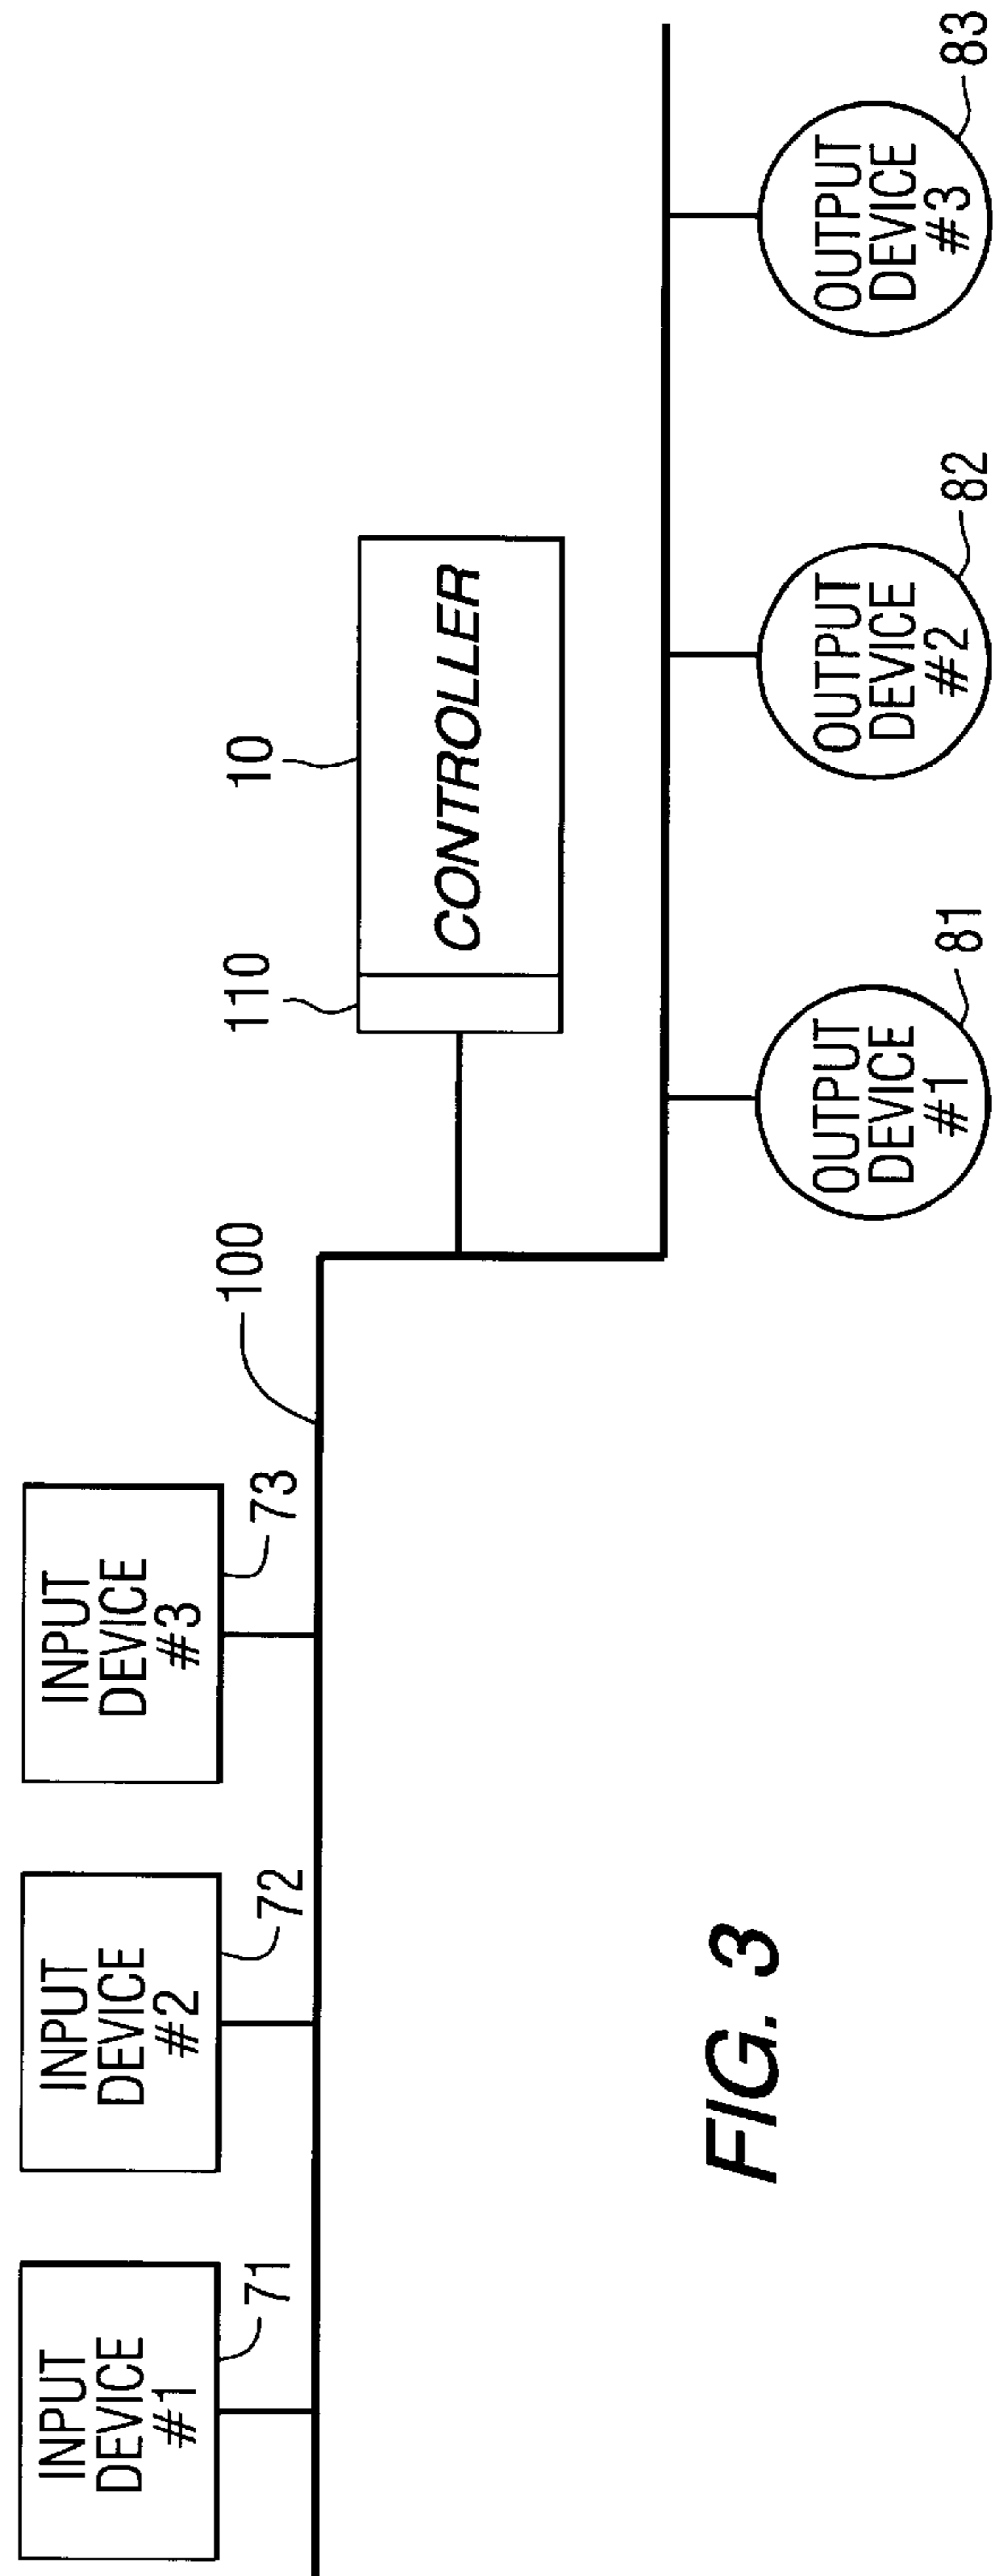 INPUT
DEVICE
#1
71
INPUT
DEVICE
#2
72
INPUT
DEVICE
#3
73
100
110
10
CONTROLLER
OUTPUT
DEVICE
#1
81
OUTPUT
DEVICE
#2
82
OUTPUT
DEVICE
#3
83
FIG. 3